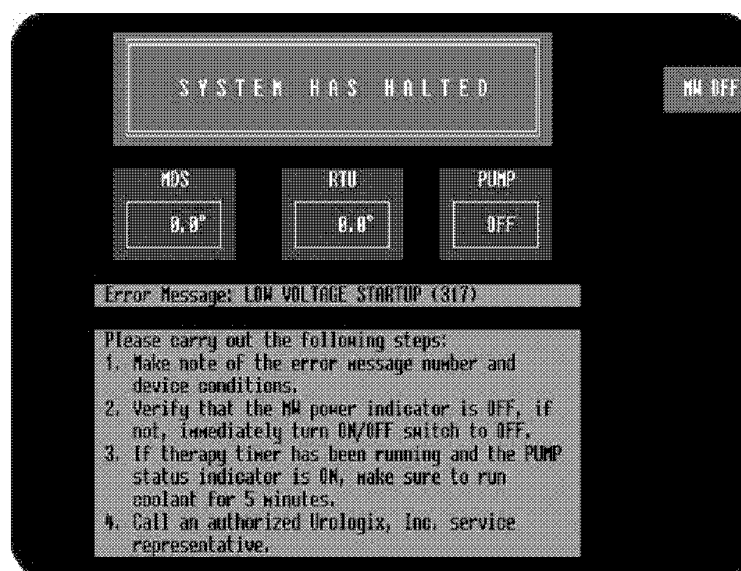 SYSTEM HAS HALTED
MW OFF
MDS RTU PUMP
0.0° 0.0° OFF
Error Message: LOW VOLTAGE STARTUP (317)
Please carry out the following steps:
1. Make note of the error message number and
device conditions.
2. Verify that the MW power indicator is OFF, if
not, immediately turn ON/OFF switch to OFF.
3. If therapy timer has been running and the PUMP
status indicator is ON, make sure to run
coolant for 5 minutes.
4. Call an authorized Urologix, Inc. service
representative.